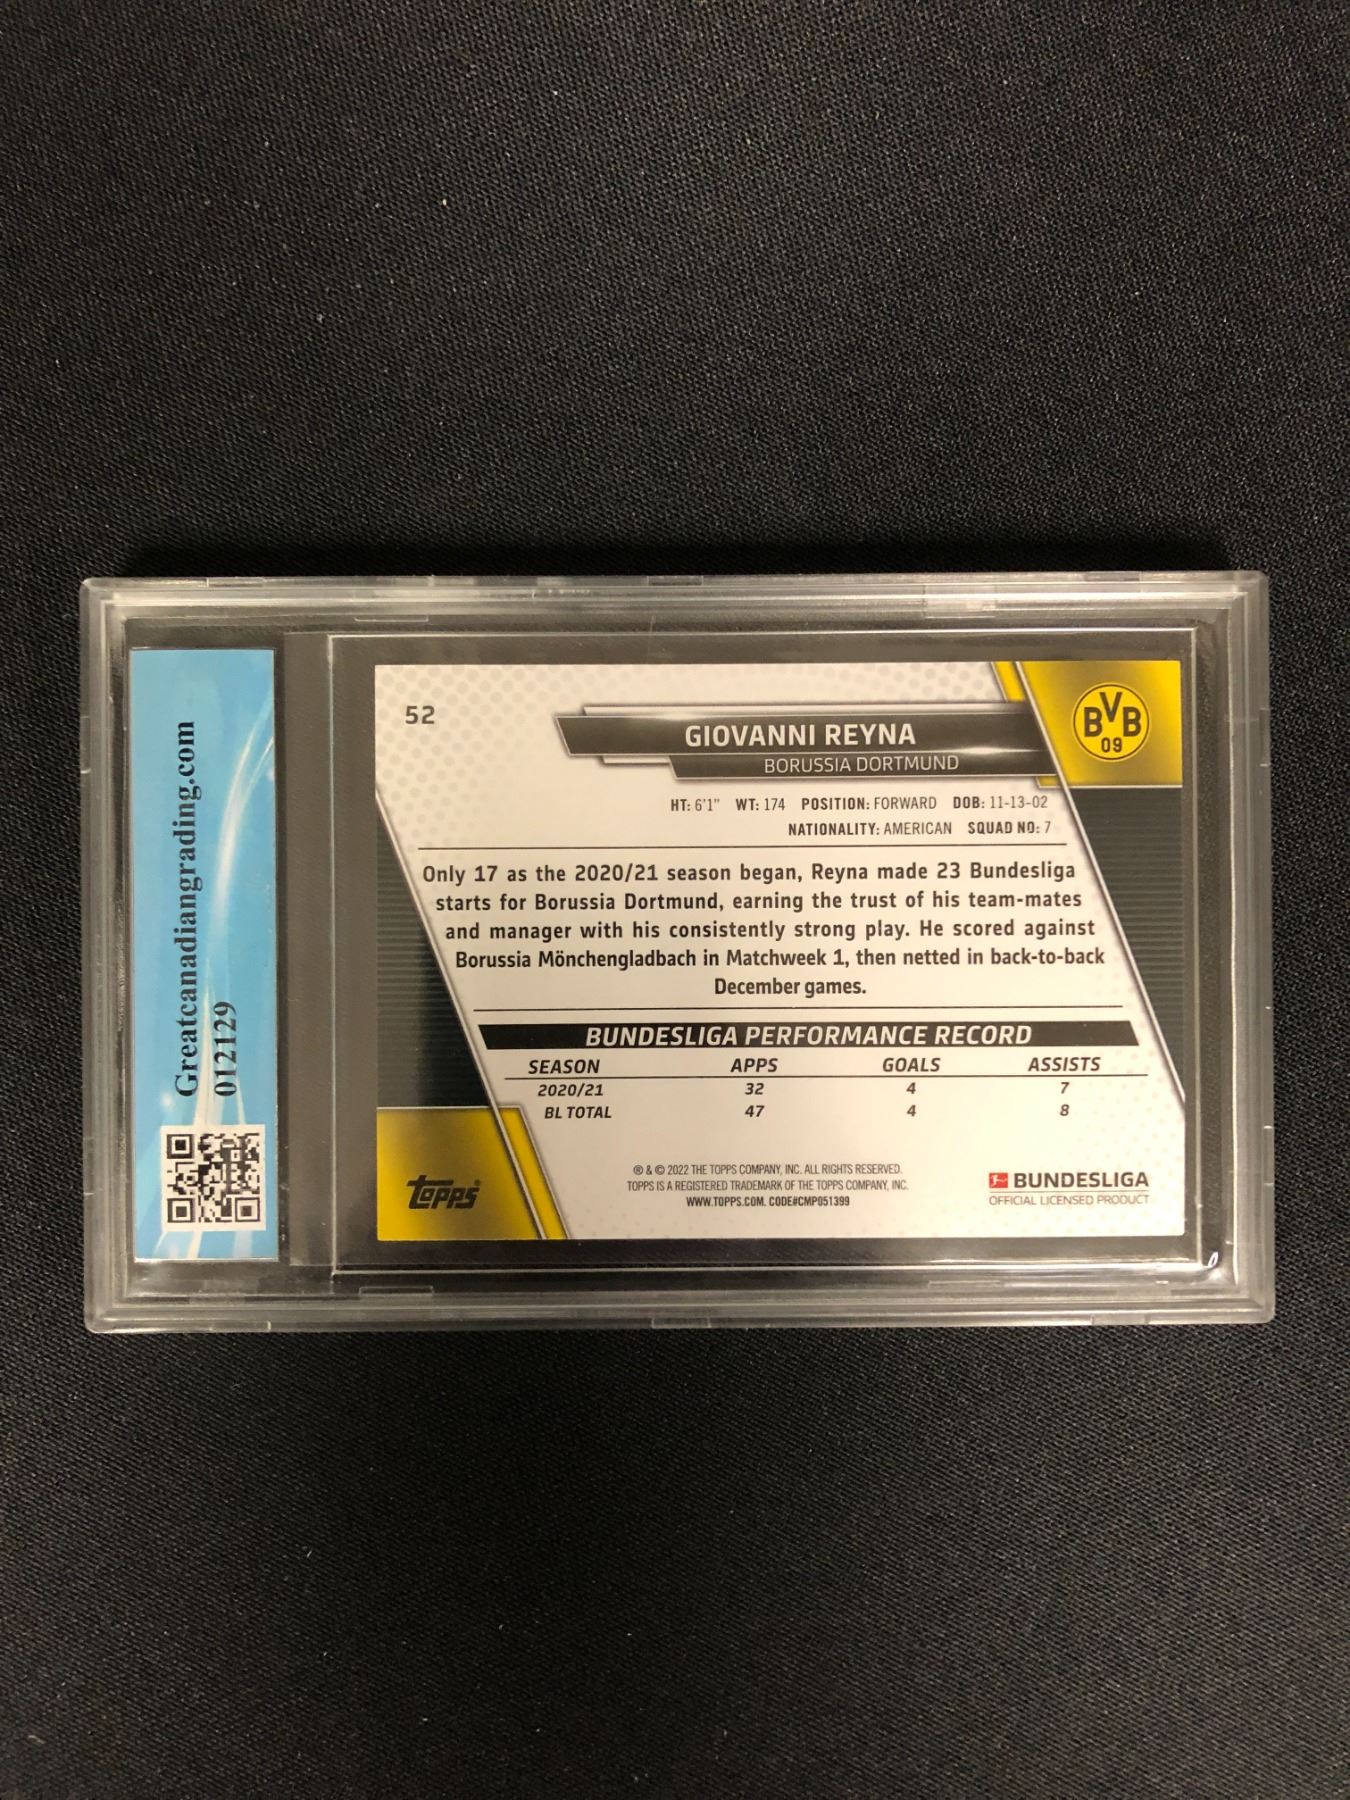 Greatcanadiangrading.com
012129
52
GIOVANNI REYNA
BORUSSIA DORTMUND
BVB
09
HT: 6'1" WT: 174 POSITION: FORWARD DOB: 11-13-02
NATIONALITY: AMERICAN SQUAD NO: 7
Only 17 as the 2020/21 season began, Reyna made 23 Bundesliga
starts for Borussia Dortmund, earning the trust of his team-mates
and manager with his consistently strong play. He scored against
Borussia Mönchengladbach in Matchweek 1, then netted in back-to-back
December games.
BUNDESLIGA PERFORMANCE RECORD
SEASON APPS GOALS ASSISTS
2020/21 32 4 7
BL TOTAL 47 4 8
topps
® & © 2022 THE TOPPS COMPANY, INC. ALL RIGHTS RESERVED.
TOPPS IS A REGISTERED TRADEMARK OF THE TOPPS COMPANY, INC.
WWW.TOPPS.COM. CODE#CMP051399
BUNDESLIGA
OFFICIAL LICENSED PRODUCT